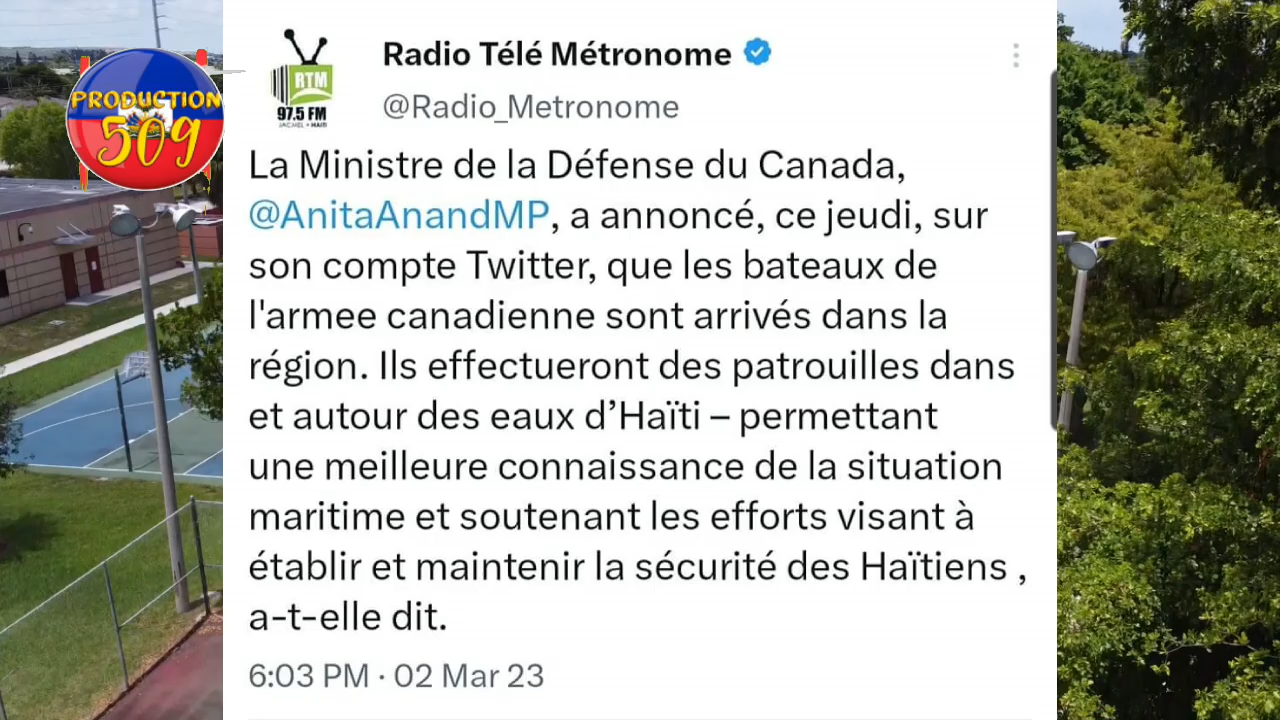 PRODUCTION
509
RTM
97.5 FM
JACMEL • HAITI
Radio Télé Métronome
@Radio_Metronome
La Ministre de la Défense du Canada,
@AnitaAnandMP, a annoncé, ce jeudi, sur
son compte Twitter, que les bateaux de
l'armee canadienne sont arrivés dans la
région. Ils effectueront des patrouilles dans
et autour des eaux d’Haïti – permettant
une meilleure connaissance de la situation
maritime et soutenant les efforts visant à
établir et maintenir la sécurité des Haïtiens ,
a-t-elle dit.
6:03 PM · 02 Mar 23